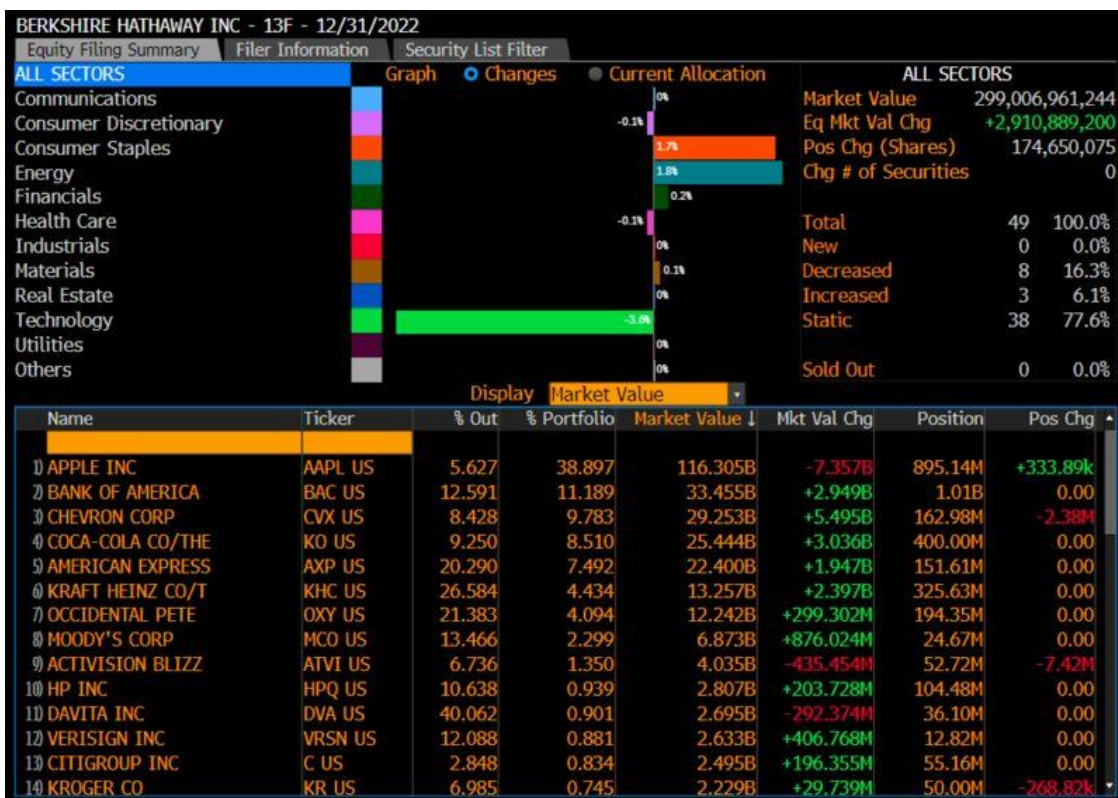 BERKSHIRE HATHAWAY INC - 13F - 12/31/2022
Equity Filing Summary Filer Information Security List Filter
ALL SECTORS Graph Changes Current Allocation ALL SECTORS
Communications 0% Market Value 299,006,961,244
Consumer Discretionary -0.1% Eq Mkt Val Chg +2,910,889,200
Consumer Staples 1.7% Pos Chg (Shares) 174,650,075
Energy 1.8% Chg # of Securities 0
Financials 0.2%
Health Care -0.1% Total 49 100.0%
Industrials 0% New 0 0.0%
Materials 0.1% Decreased 8 16.3%
Real Estate 0% Increased 3 6.1%
Technology -3.6% Static 38 77.6%
Utilities 0%
Others 0% Sold Out 0 0.0%
Display Market Value
Name Ticker % Out % Portfolio Market Value ↓ Mkt Val Chg Position Pos Chg
1) APPLE INC AAPL US 5.627 38.897 116.305B -7.357B 895.14M +333.89k
2) BANK OF AMERICA BAC US 12.591 11.189 33.455B +2.949B 1.01B 0.00
3) CHEVRON CORP CVX US 8.428 9.783 29.253B +5.495B 162.98M -2.38M
4) COCA-COLA CO/THE KO US 9.250 8.510 25.444B +3.036B 400.00M 0.00
5) AMERICAN EXPRESS AXP US 20.290 7.492 22.400B +1.947B 151.61M 0.00
6) KRAFT HEINZ CO/T KHC US 26.584 4.434 13.257B +2.397B 325.63M 0.00
7) OCCIDENTAL PETE OXY US 21.383 4.094 12.242B +299.302M 194.35M 0.00
8) MOODY'S CORP MCO US 13.466 2.299 6.873B +876.024M 24.67M 0.00
9) ACTIVISION BLIZZ ATVI US 6.736 1.350 4.035B -435.454M 52.72M -7.42M
10) HP INC HPQ US 10.638 0.939 2.807B +203.728M 104.48M 0.00
11) DAVITA INC DVA US 40.062 0.901 2.695B -292.374M 36.10M 0.00
12) VERISIGN INC VRSN US 12.088 0.881 2.633B +406.768M 12.82M 0.00
13) CITIGROUP INC C US 2.848 0.834 2.495B +196.355M 55.16M 0.00
14) KROGER CO KR US 6.985 0.745 2.229B +29.739M 50.00M -268.82k